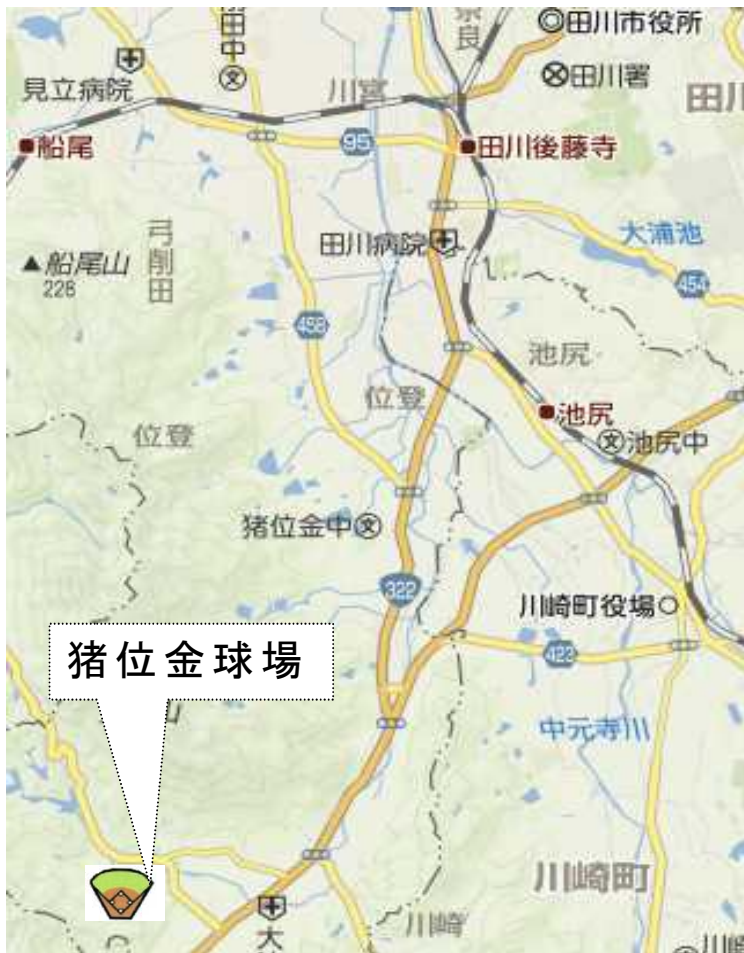 田川市役所
田川署
見立病院
川宮
船尾
95
田川後藤寺
弓削田
船尾山
228
田川病院
大浦池
454
458
池尻
位登
池尻
位登
池尻中
猪位金中
322
川崎町役場
猪位金球場
423
中元寺川
川崎町
川崎